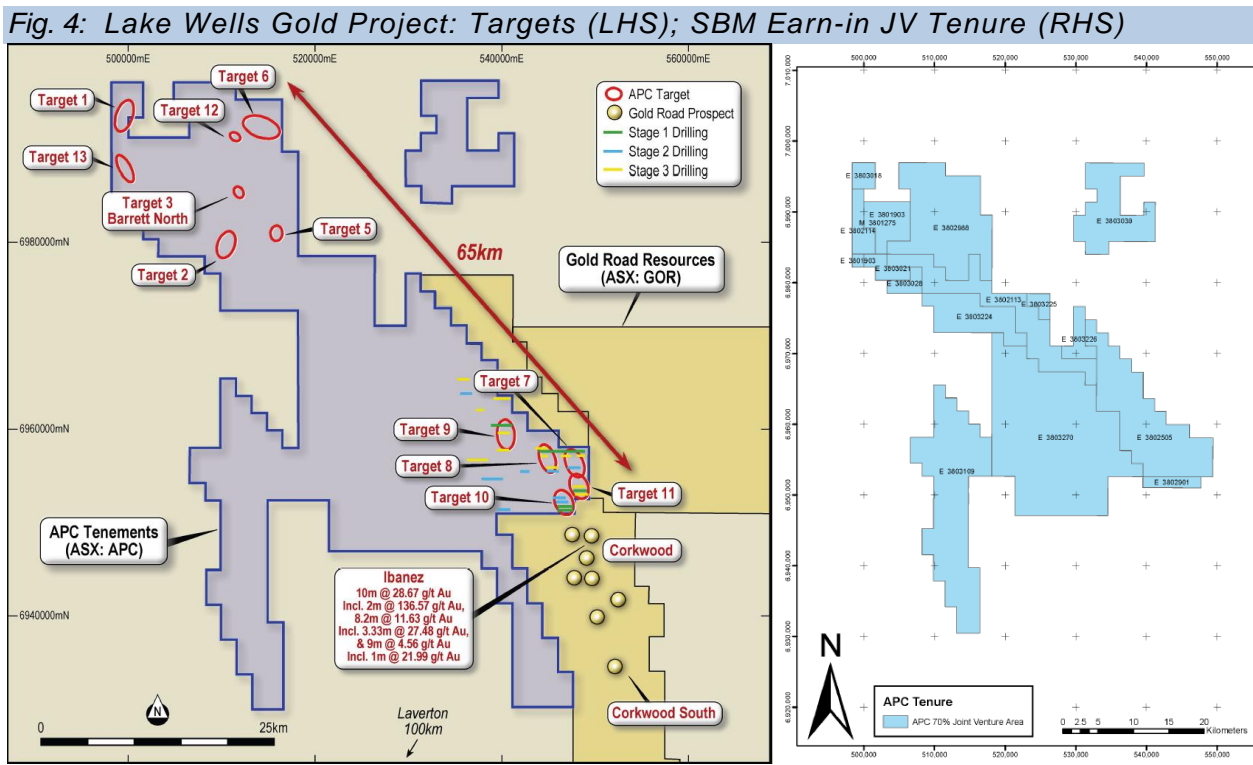 Fig. 4: Lake Wells Gold Project: Targets (LHS); SBM Earn-in JV Tenure (RHS)
500000mE
520000mE
540000mE
560000mE
6980000mN
6960000mN
6940000mN
Target 1
Target 6
Target 12
Target 13
Target 3
Barrett North
Target 5
Target 2
65km
APC Target
Gold Road Prospect
Stage 1 Drilling
Stage 2 Drilling
Stage 3 Drilling
Gold Road Resources
(ASX: GOR)
Target 7
Target 9
Target 8
Target 10
Target 11
APC Tenements
(ASX: APC)
Corkwood
Ibanez
10m @ 28.67 g/t Au
Incl. 2m @ 136.57 g/t Au,
8.2m @ 11.63 g/t Au
Incl. 3.33m @ 27.48 g/t Au,
& 9m @ 4.56 g/t Au
Incl. 1m @ 21.99 g/t Au
Corkwood South
N
0
25km
Laverton
100km
500,000
510,000
520,000
530,000
540,000
550,000
7,010,000
7,000,000
6,990,000
6,980,000
6,970,000
6,960,000
6,950,000
6,940,000
6,930,000
6,920,000
E 3803018
E 3801903
M 3801275
E 3802114
E 3802988
E 3803039
E 3801903
E 3803021
E 3803028
E 3802113
E 3803225
E 3803224
E 3803226
E 3803270
E 3802505
E 3803109
E 3802901
N
APC Tenure
APC 70% Joint Venture Area
0 2.5 5 10 15 20
Kilometers
500,000
510,000
520,000
530,000
540,000
550,000